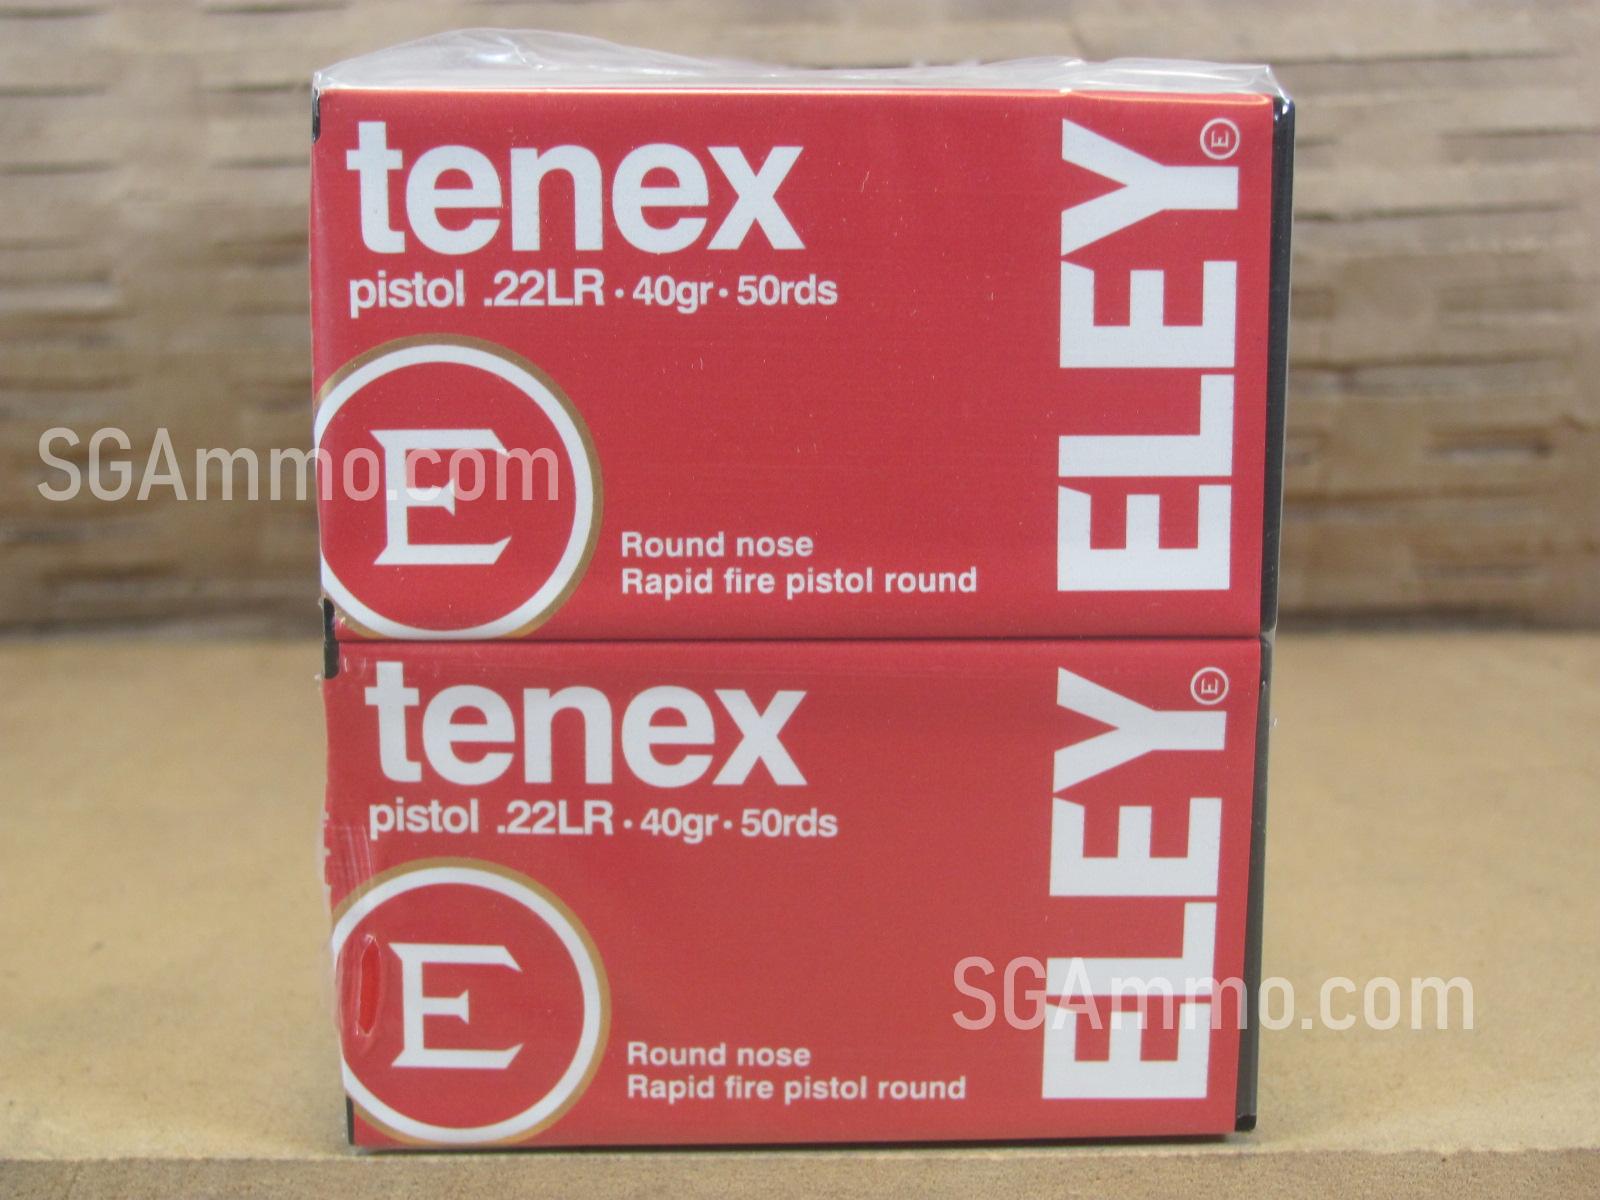 tenex
pistol .22LR · 40gr · 50rds
ELEY
E
E
SGAmmo.com
Round nose
Rapid fire pistol round
tenex
pistol .22LR · 40gr · 50rds
ELEY
E
E
SGAmmo.com
Round nose
Rapid fire pistol round